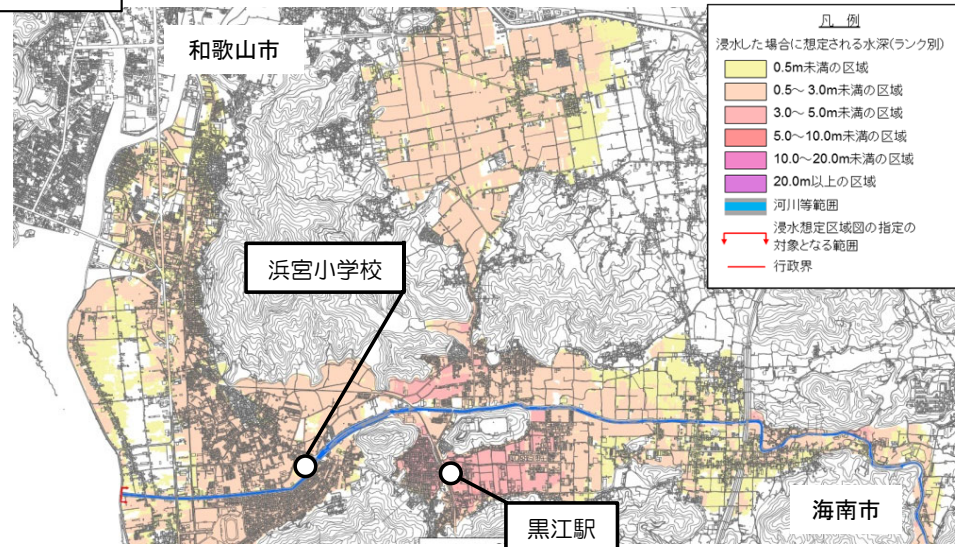 和歌山市
浜宮小学校
黒江駅
海南市
凡 例
浸水した場合に想定される水深(ランク別)
0.5m未満の区域
0.5～ 3.0m未満の区域
3.0～ 5.0m未満の区域
5.0～10.0m未満の区域
10.0～20.0m未満の区域
20.0m以上の区域
河川等範囲
浸水想定区域図の指定の
対象となる範囲
行政界